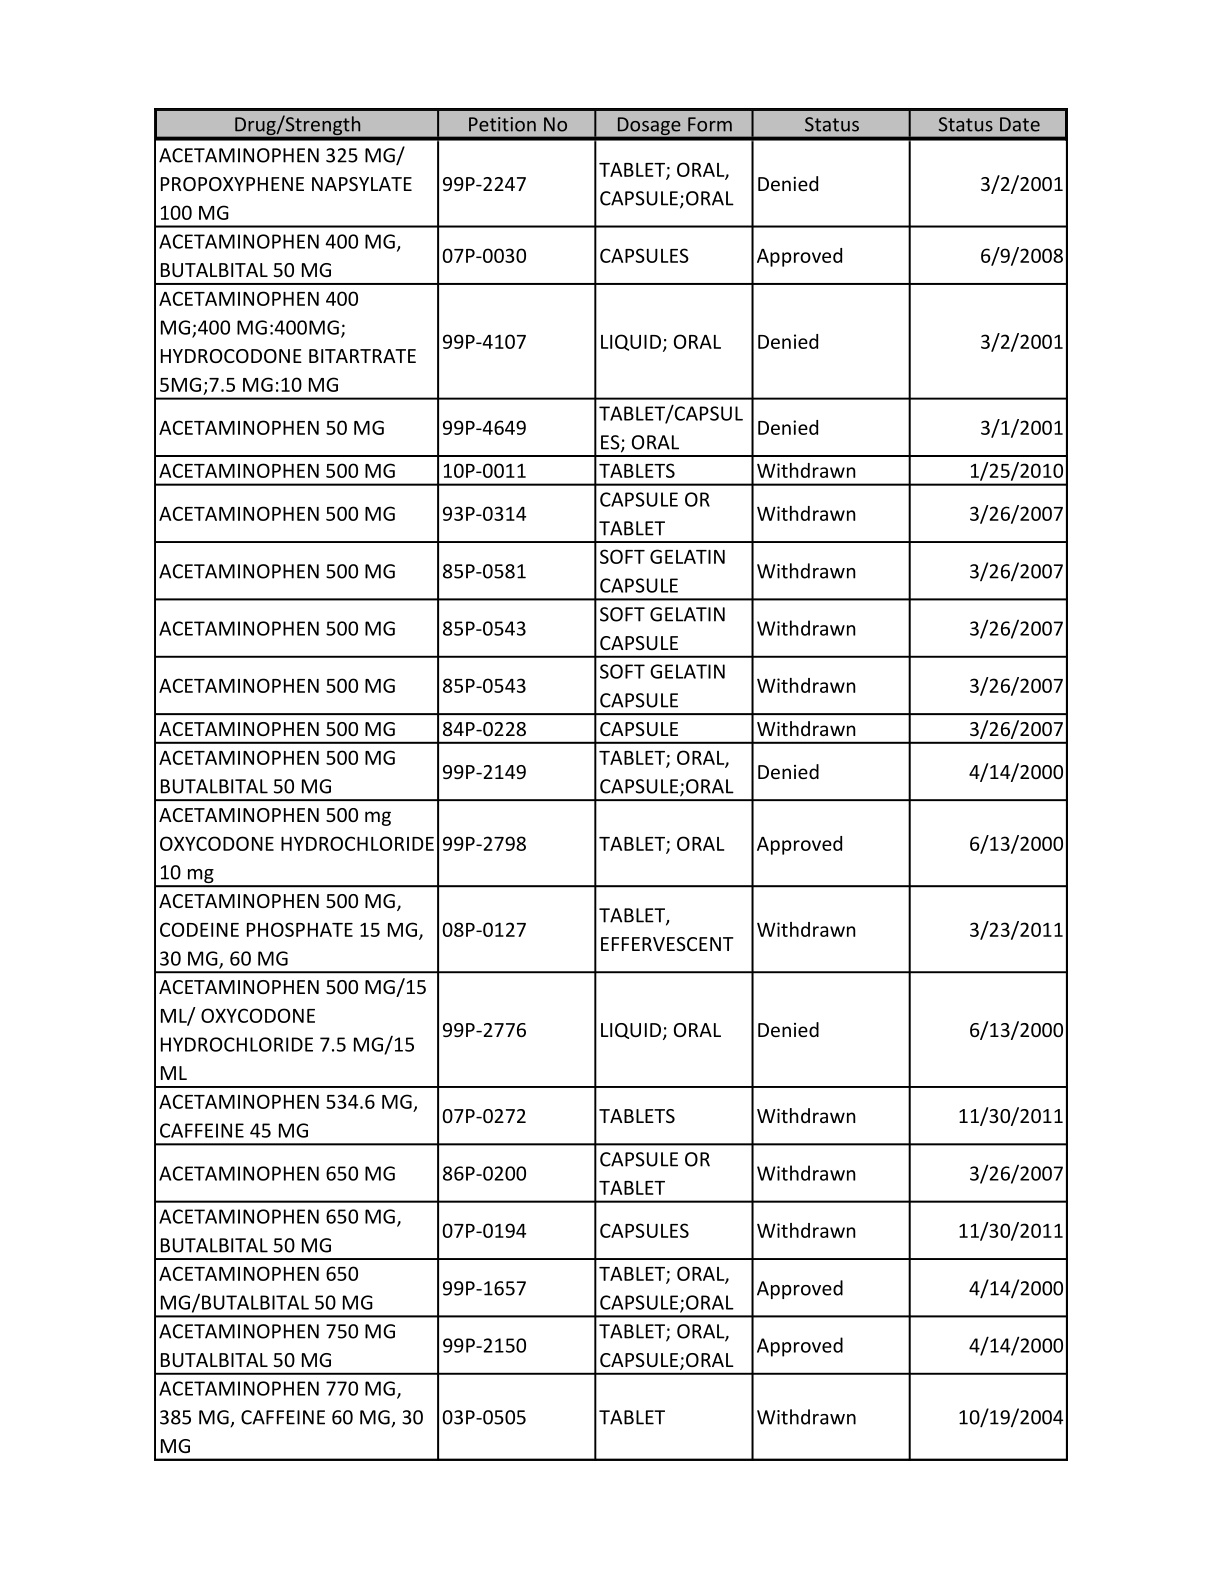 Drug/Strength Petition No Dosage Form Status Status Date
ACETAMINOPHEN 325 MG/
PROPOXYPHENE NAPSYLATE
100 MG
99P-2247
TABLET; ORAL,
CAPSULE;ORAL
Denied
3/2/2001
ACETAMINOPHEN 400 MG,
BUTALBITAL 50 MG
07P-0030
CAPSULES
Approved
6/9/2008
ACETAMINOPHEN 400
MG;400 MG:400MG;
HYDROCODONE BITARTRATE
5MG;7.5 MG:10 MG
99P-4107
LIQUID; ORAL
Denied
3/2/2001
ACETAMINOPHEN 50 MG
99P-4649
TABLET/CAPSUL
ES; ORAL
Denied
3/1/2001
ACETAMINOPHEN 500 MG
10P-0011
TABLETS
Withdrawn
1/25/2010
ACETAMINOPHEN 500 MG
93P-0314
CAPSULE OR
TABLET
Withdrawn
3/26/2007
ACETAMINOPHEN 500 MG
85P-0581
SOFT GELATIN
CAPSULE
Withdrawn
3/26/2007
ACETAMINOPHEN 500 MG
85P-0543
SOFT GELATIN
CAPSULE
Withdrawn
3/26/2007
ACETAMINOPHEN 500 MG
85P-0543
SOFT GELATIN
CAPSULE
Withdrawn
3/26/2007
ACETAMINOPHEN 500 MG
84P-0228
CAPSULE
Withdrawn
3/26/2007
ACETAMINOPHEN 500 MG
BUTALBITAL 50 MG
99P-2149
TABLET; ORAL,
CAPSULE;ORAL
Denied
4/14/2000
ACETAMINOPHEN 500 mg
OXYCODONE HYDROCHLORIDE
10 mg
99P-2798
TABLET; ORAL
Approved
6/13/2000
ACETAMINOPHEN 500 MG,
CODEINE PHOSPHATE 15 MG,
30 MG, 60 MG
08P-0127
TABLET,
EFFERVESCENT
Withdrawn
3/23/2011
ACETAMINOPHEN 500 MG/15
ML/ OXYCODONE
HYDROCHLORIDE 7.5 MG/15
ML
99P-2776
LIQUID; ORAL
Denied
6/13/2000
ACETAMINOPHEN 534.6 MG,
CAFFEINE 45 MG
07P-0272
TABLETS
Withdrawn
11/30/2011
ACETAMINOPHEN 650 MG
86P-0200
CAPSULE OR
TABLET
Withdrawn
3/26/2007
ACETAMINOPHEN 650 MG,
BUTALBITAL 50 MG
07P-0194
CAPSULES
Withdrawn
11/30/2011
ACETAMINOPHEN 650
MG/BUTALBITAL 50 MG
99P-1657
TABLET; ORAL,
CAPSULE;ORAL
Approved
4/14/2000
ACETAMINOPHEN 750 MG
BUTALBITAL 50 MG
99P-2150
TABLET; ORAL,
CAPSULE;ORAL
Approved
4/14/2000
ACETAMINOPHEN 770 MG,
385 MG, CAFFEINE 60 MG, 30
MG
03P-0505
TABLET
Withdrawn
10/19/2004